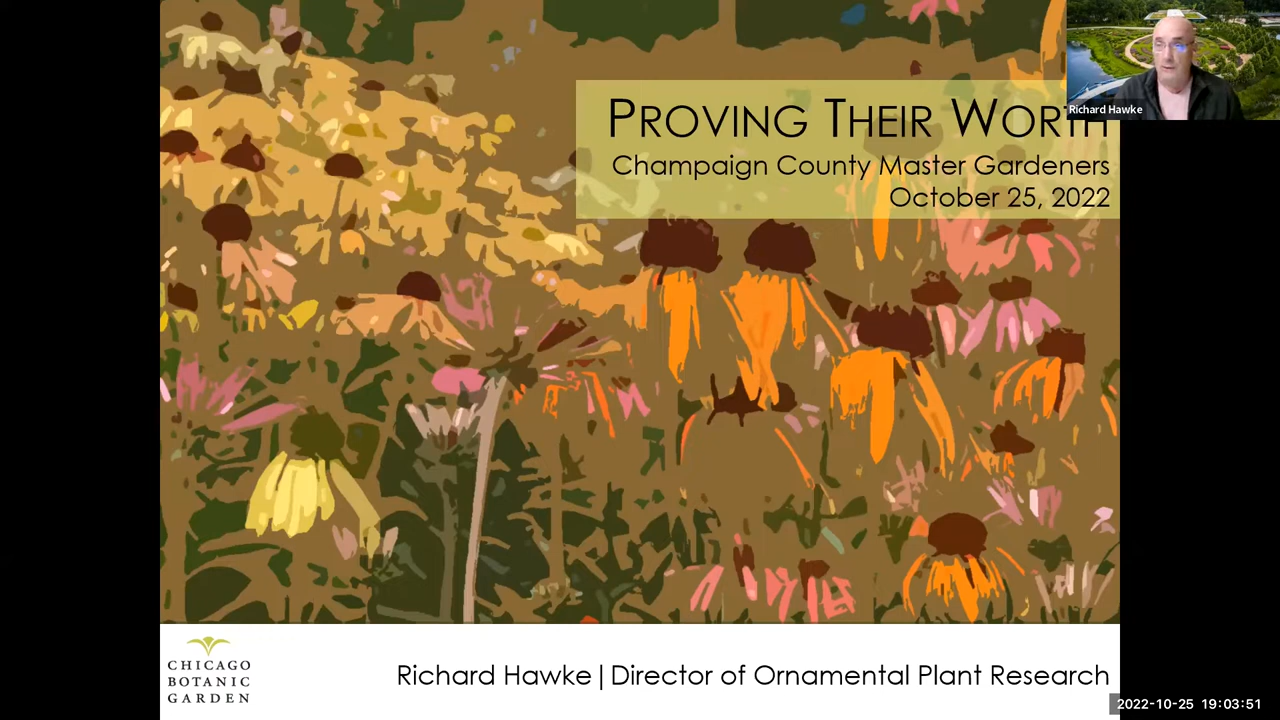 PROVING THEIR WORTH
Champaign County Master Gardeners
October 25, 2022
Richard Hawke
CHICAGO
BOTANIC
GARDEN
Richard Hawke|Director of Ornamental Plant Research
2022-10-25 19:03:51